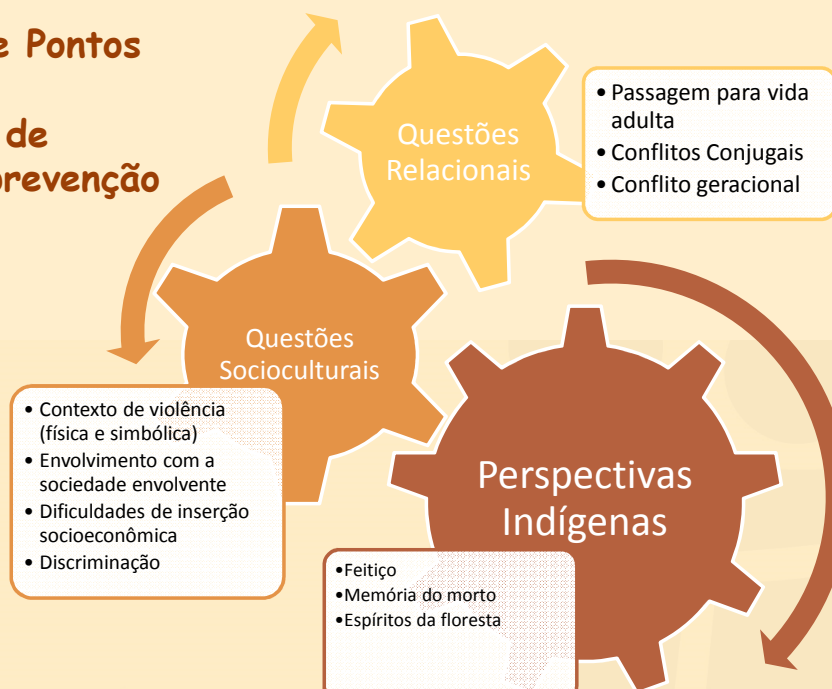 e Pontos
de
prevenção
Questões
Relacionais
• Passagem para vida
adulta
• Conflitos Conjugais
• Conflito geracional
Questões
Socioculturais
• Contexto de violência
(física e simbólica)
• Envolvimento com a
sociedade envolvente
• Dificuldades de inserção
socioeconômica
• Discriminação
Perspectivas
Indígenas
•Feitiço
•Memória do morto
•Espíritos da floresta